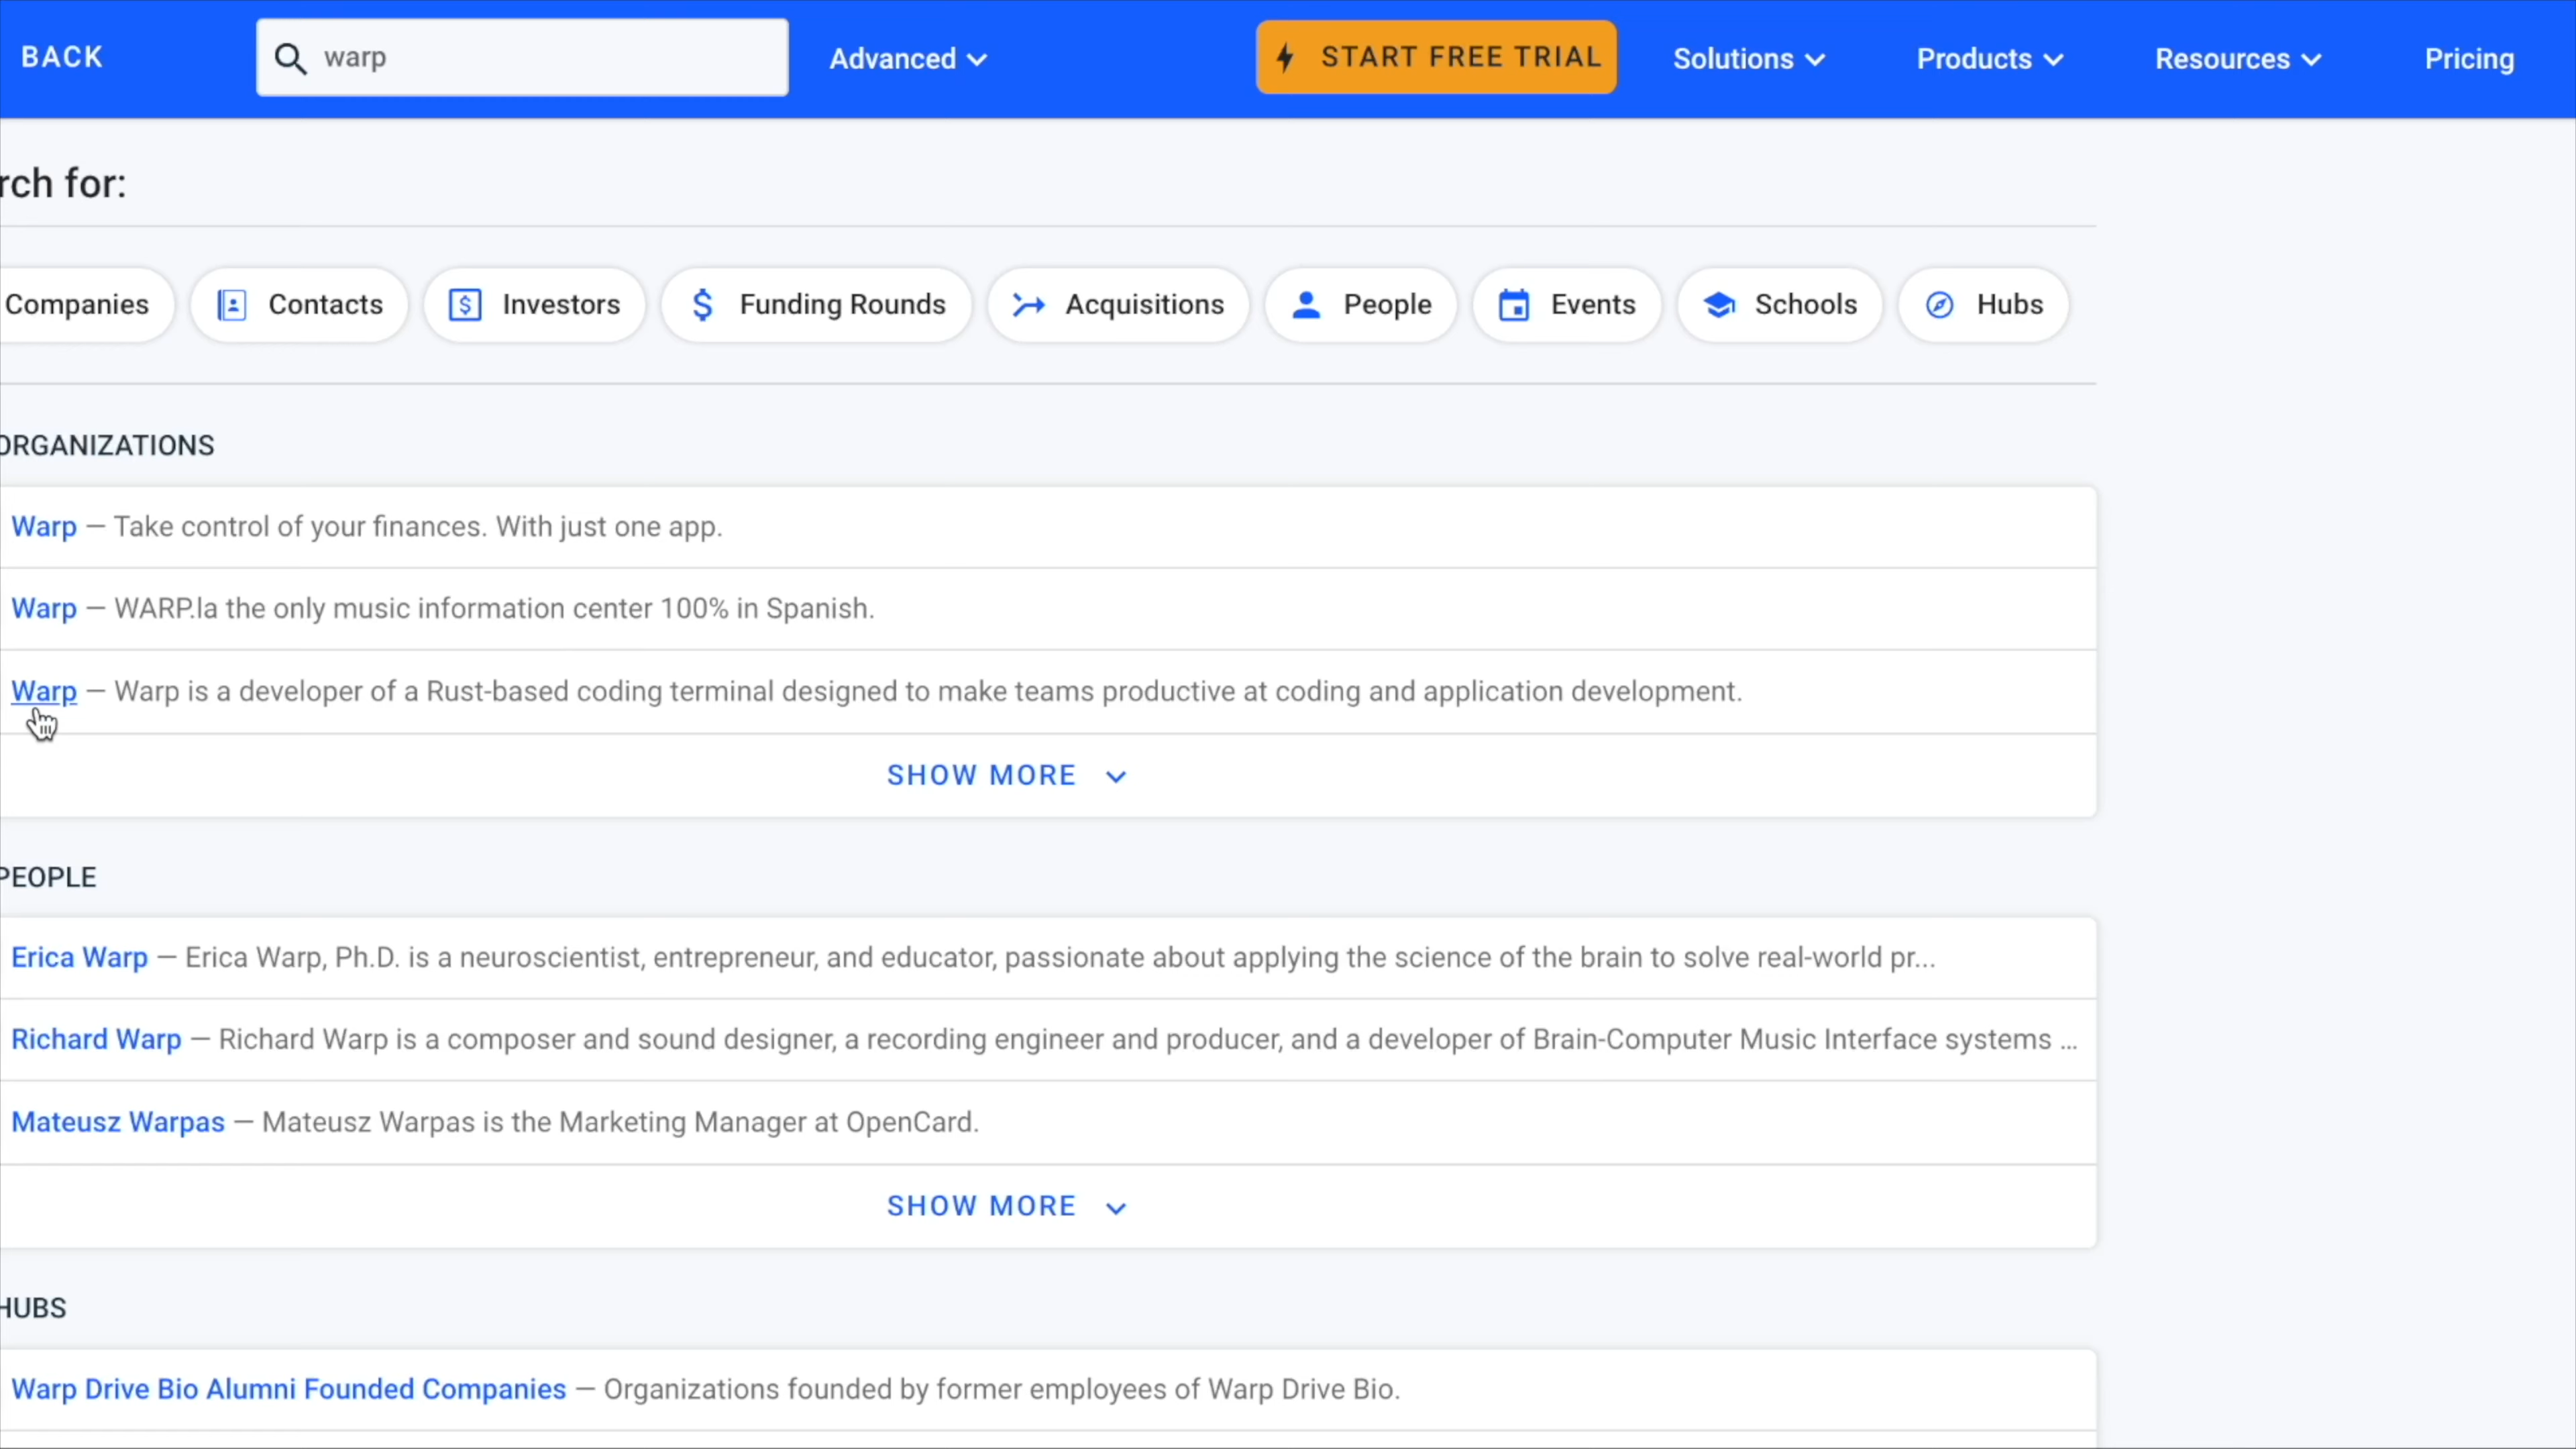 BACK
warp
Advanced
START FREE TRIAL
Solutions
Products
Resources
Pricing
rch for:
Companies
Contacts
Investors
Funding Rounds
Acquisitions
People
Events
Schools
Hubs
ORGANIZATIONS
Warp — Take control of your finances. With just one app.
Warp — WARP.la the only music information center 100% in Spanish.
Warp — Warp is a developer of a Rust-based coding terminal designed to make teams productive at coding and application development.
SHOW MORE
PEOPLE
Erica Warp — Erica Warp, Ph.D. is a neuroscientist, entrepreneur, and educator, passionate about applying the science of the brain to solve real-world pr...
Richard Warp — Richard Warp is a composer and sound designer, a recording engineer and producer, and a developer of Brain-Computer Music Interface systems ...
Mateusz Warpas — Mateusz Warpas is the Marketing Manager at OpenCard.
SHOW MORE
HUBS
Warp Drive Bio Alumni Founded Companies — Organizations founded by former employees of Warp Drive Bio.